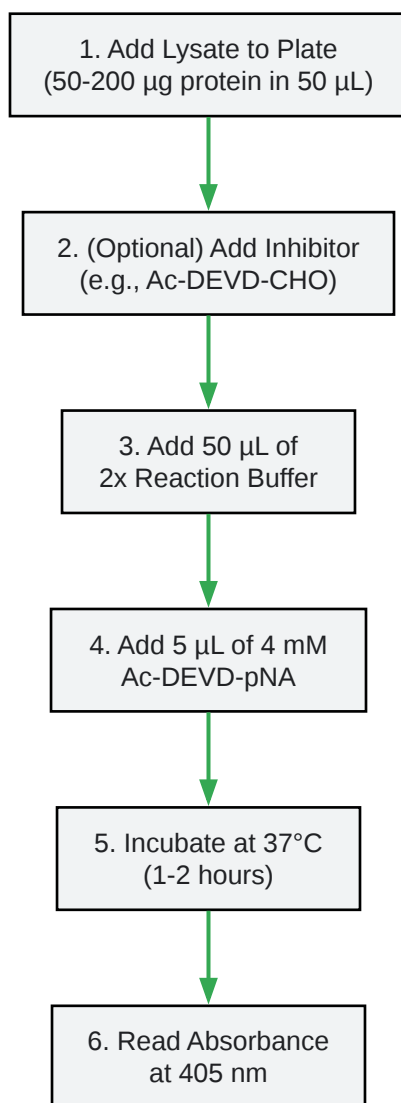 1. Add Lysate to Plate
(50-200 µg protein in 50 µL)
2. (Optional) Add Inhibitor
(e.g., Ac-DEVD-CHO)
3. Add 50 µL of
2x Reaction Buffer
4. Add 5 µL of 4 mM
Ac-DEVD-pNA
5. Incubate at 37°C
(1-2 hours)
6. Read Absorbance
at 405 nm